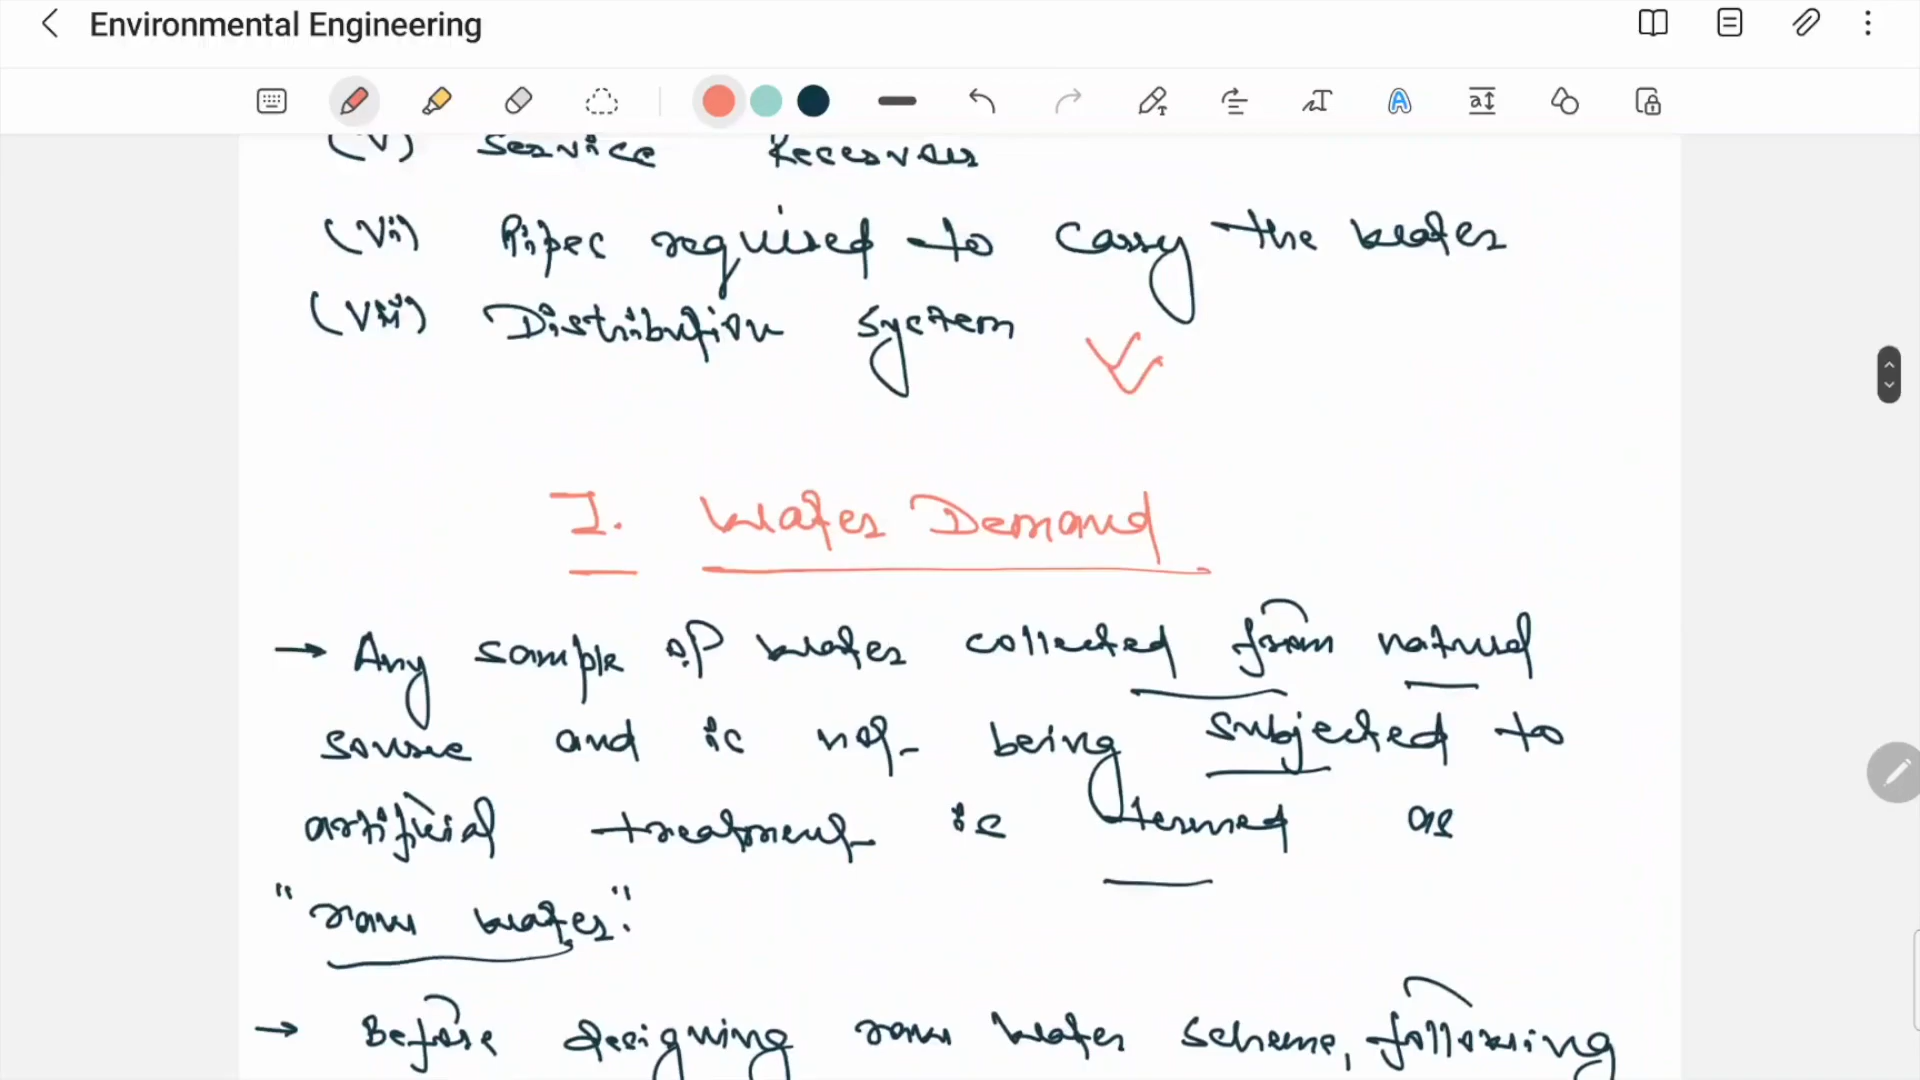 Environmental Engineering
(V) Service Reservoir
(Vi) Pipes required to carry the water
(Vii) Distribution system
I. Water Demand
→ Any sample of water collected from natural
source and is not being subjected to
artificial treatment is termed as
"raw water".
→ Before designing raw water scheme, following